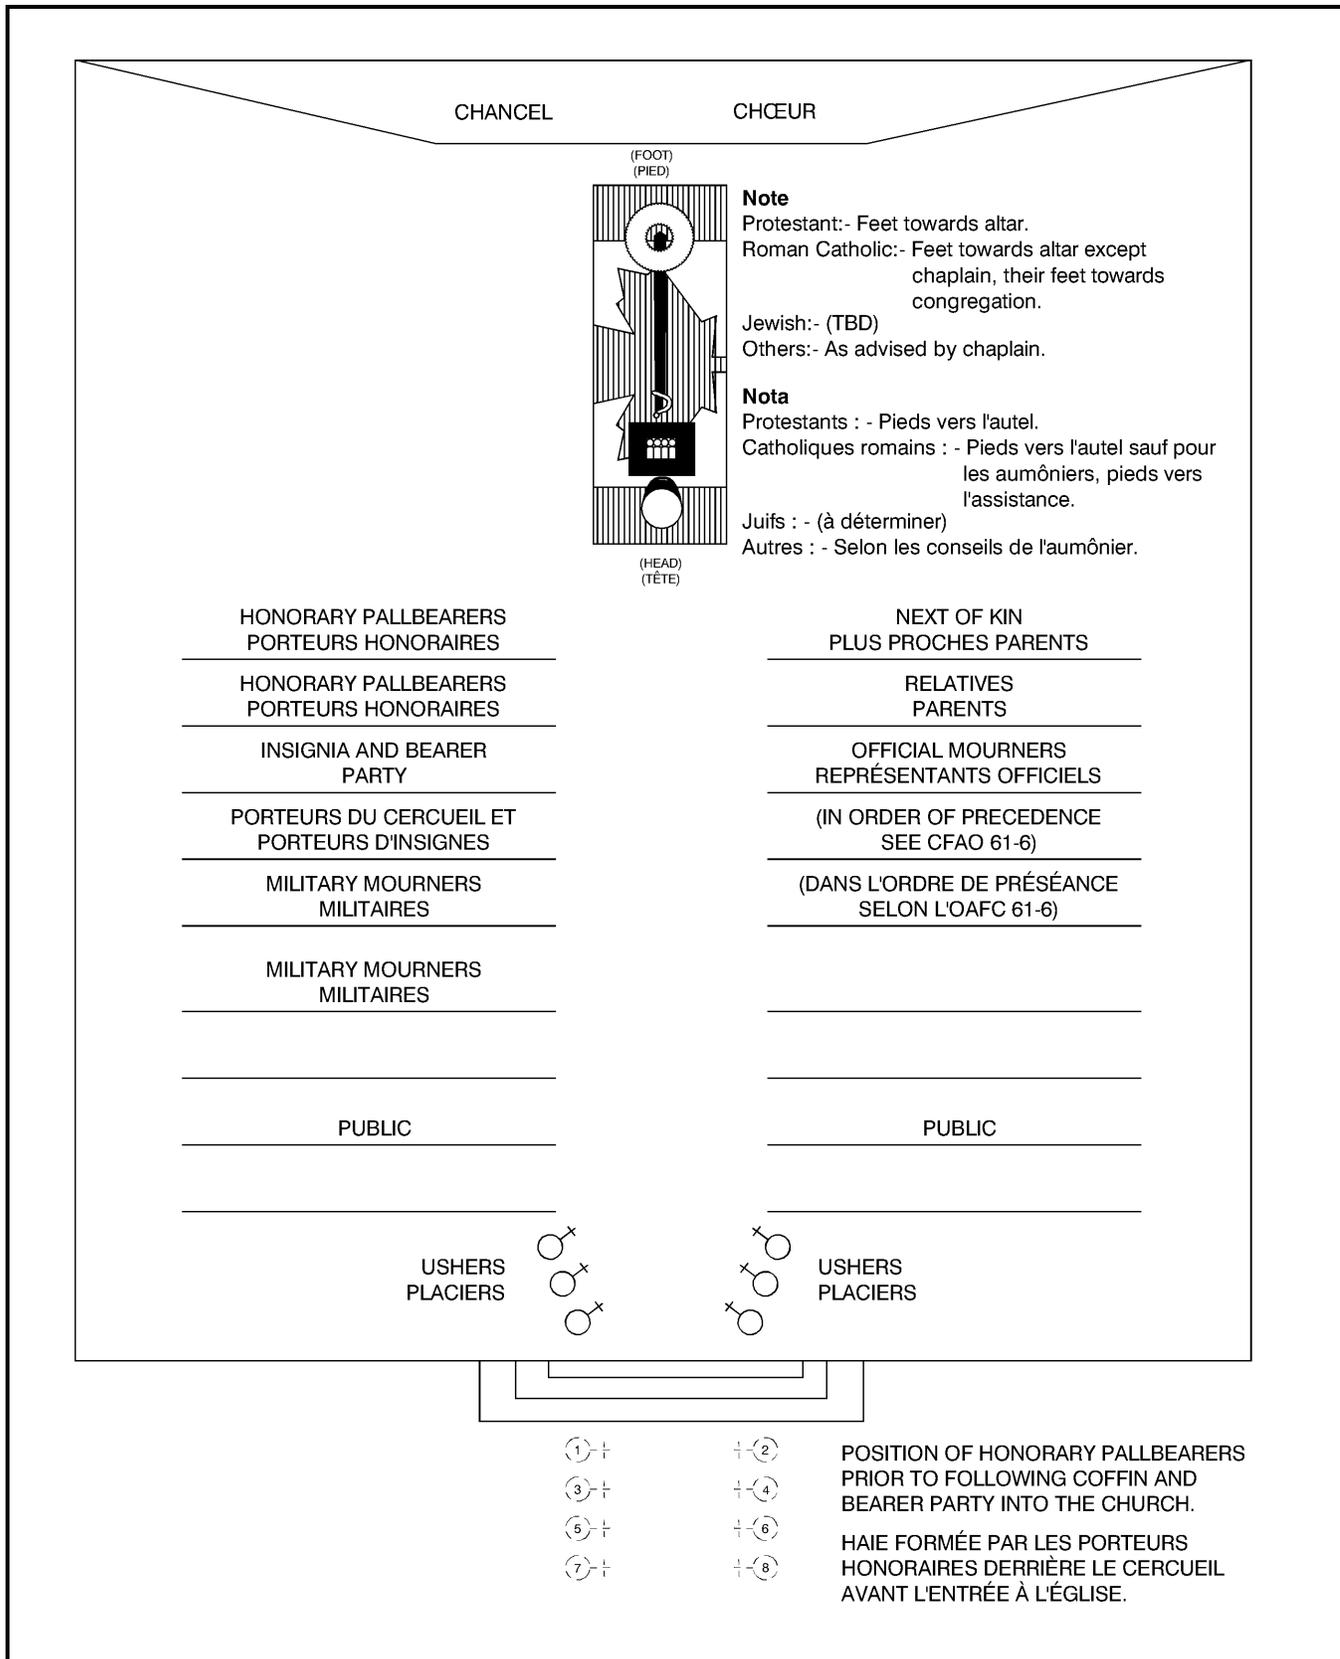 CHANCEL CHŒUR
(FOOT)
(PIED)
Note
Protestant:- Feet towards altar.
Roman Catholic:- Feet towards altar except
chaplain, their feet towards
congregation.
Jewish:- (TBD)
Others:- As advised by chaplain.
Nota
Protestants : - Pieds vers l'autel.
Catholiques romains : - Pieds vers l'autel sauf pour
les aumôniers, pieds vers
l'assistance.
Juifs : - (à déterminer)
Autres : - Selon les conseils de l'aumônier.
(HEAD)
(TÊTE)
HONORARY PALLBEARERS
PORTEURS HONORAIRES
HONORARY PALLBEARERS
PORTEURS HONORAIRES
INSIGNIA AND BEARER
PARTY
PORTEURS DU CERCUEIL ET
PORTEURS D'INSIGNES
MILITARY MOURNERS
MILITAIRES
MILITARY MOURNERS
MILITAIRES
PUBLIC
NEXT OF KIN
PLUS PROCHES PARENTS
RELATIVES
PARENTS
OFFICIAL MOURNERS
REPRÉSENTANTS OFFICIELS
(IN ORDER OF PRECEDENCE
SEE CFAO 61-6)
(DANS L'ORDRE DE PRÉSÉANCE
SELON L'OAFC 61-6)
PUBLIC
USHERS
PLACIERS
USHERS
PLACIERS
1 2
3 4
5 6
7 8
POSITION OF HONORARY PALLBEARERS
PRIOR TO FOLLOWING COFFIN AND
BEARER PARTY INTO THE CHURCH.
HAIE FORMÉE PAR LES PORTEURS
HONORAIRES DERRIÈRE LE CERCUEIL
AVANT L'ENTRÉE À L'ÉGLISE.